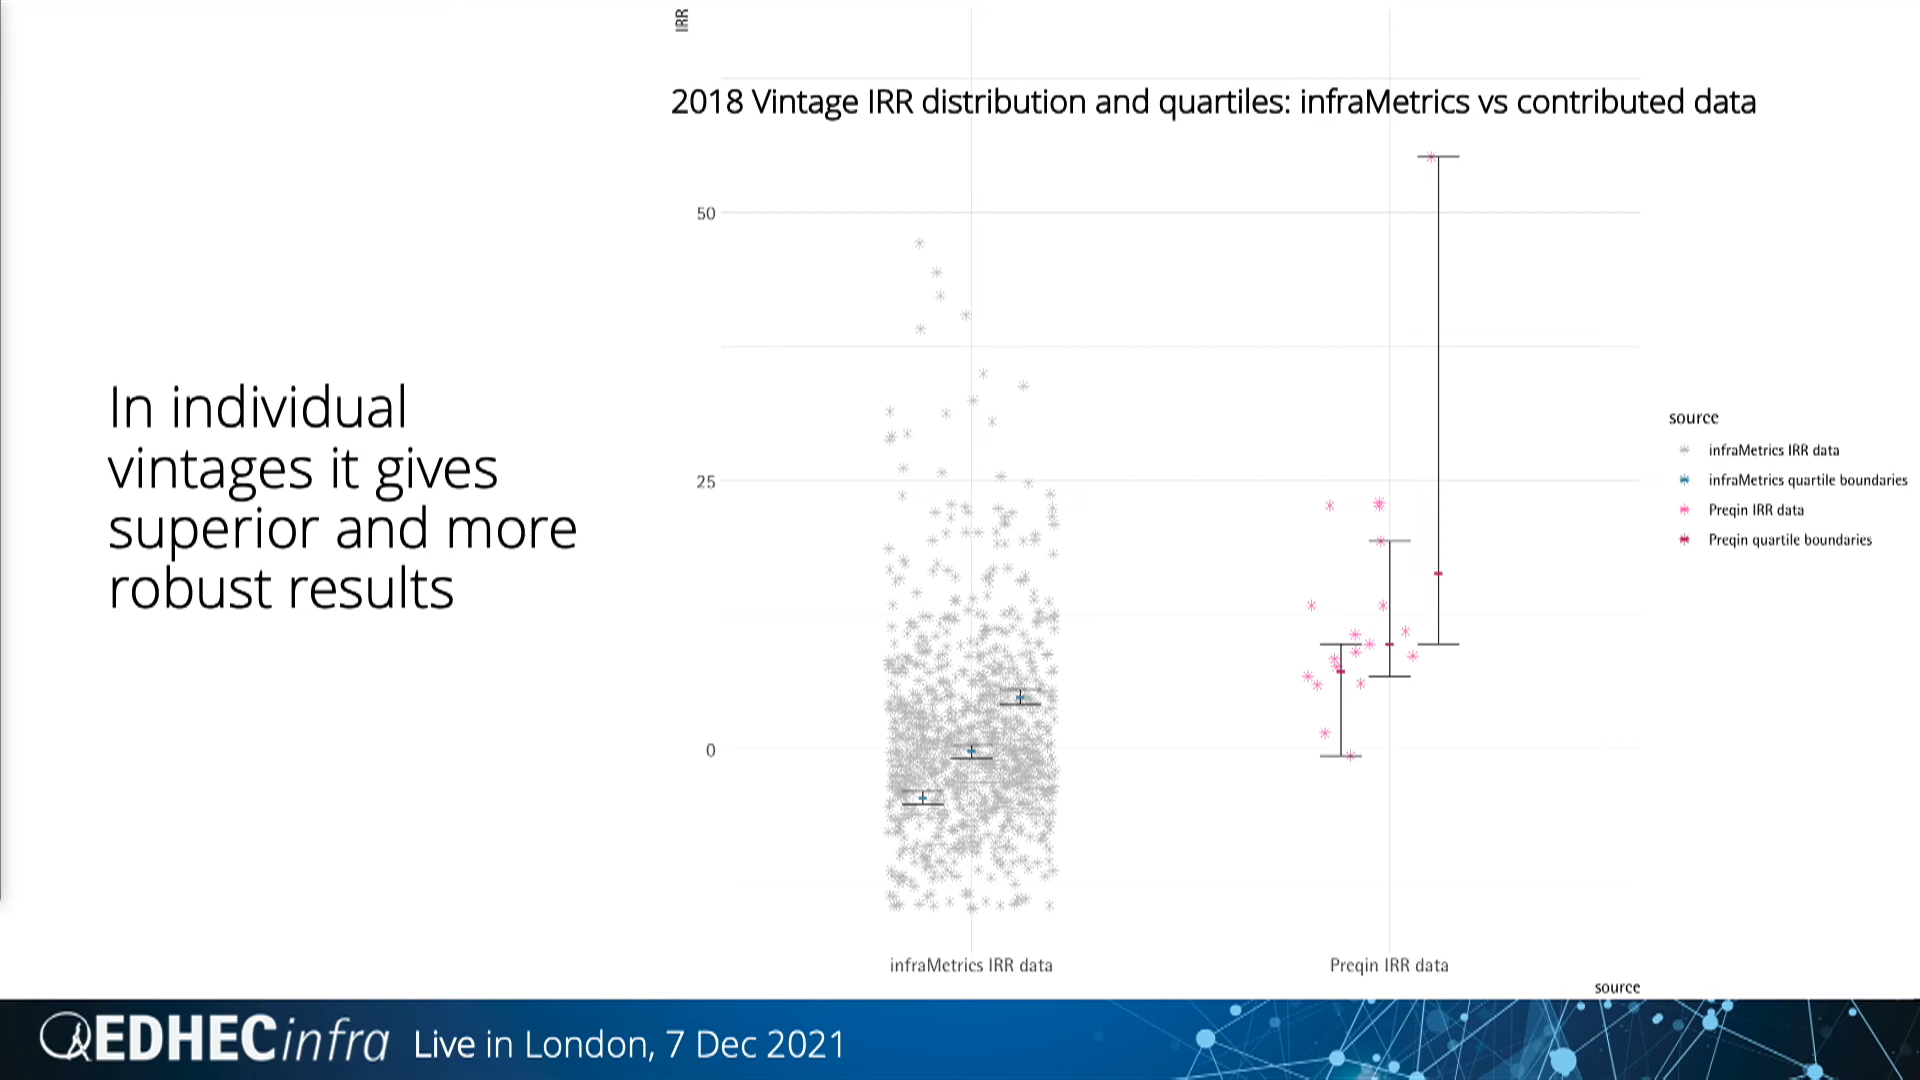 IRR
2018 Vintage IRR distribution and quartiles: infraMetrics vs contributed data
50
25
0
In individual
vintages it gives
superior and more
robust results
source
infraMetrics IRR data
infraMetrics quartile boundaries
Preqin IRR data
Preqin quartile boundaries
infraMetrics IRR data
Preqin IRR data
source
EDHECinfra Live in London, 7 Dec 2021